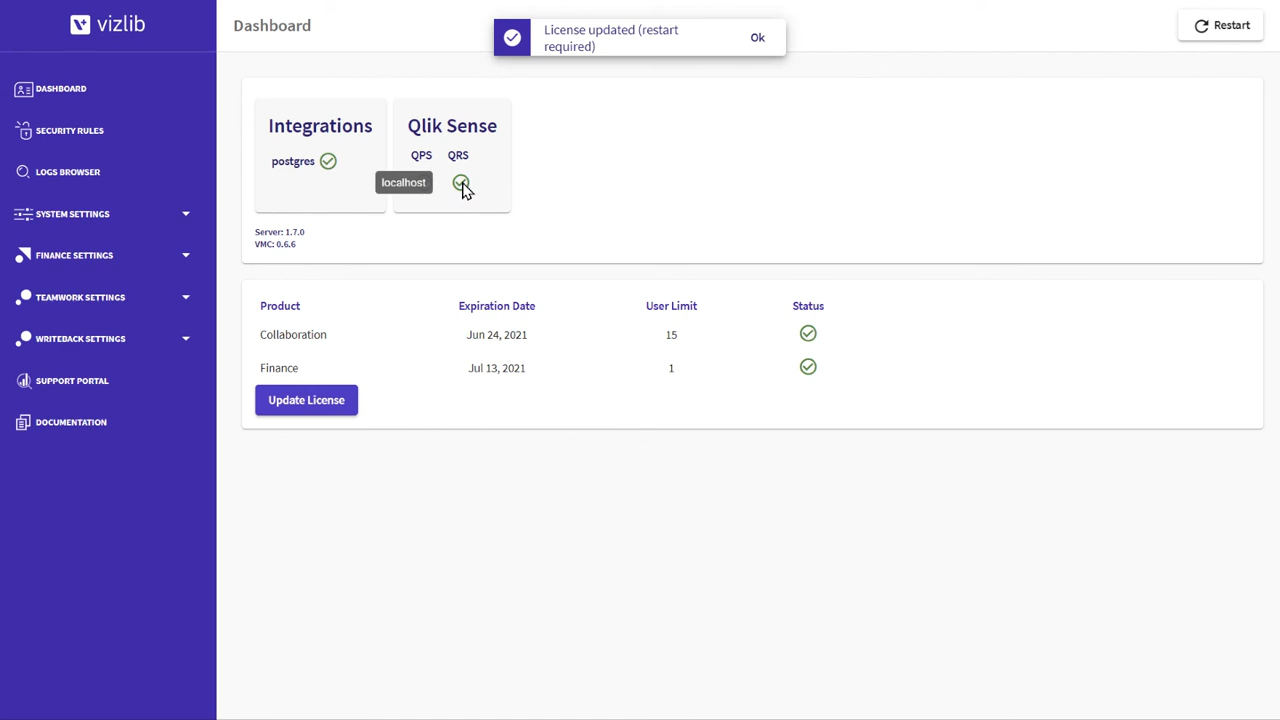 vizlib
Dashboard
License updated (restart
required)
Ok
Restart
DASHBOARD
SECURITY RULES
LOGS BROWSER
SYSTEM SETTINGS
FINANCE SETTINGS
TEAMWORK SETTINGS
WRITEBACK SETTINGS
SUPPORT PORTAL
DOCUMENTATION
Integrations
postgres
Qlik Sense
QPS QRS
localhost
Server: 1.7.0
VMC: 0.6.6
Product Expiration Date User Limit Status
Collaboration Jun 24, 2021 15
Finance Jul 13, 2021 1
Update License